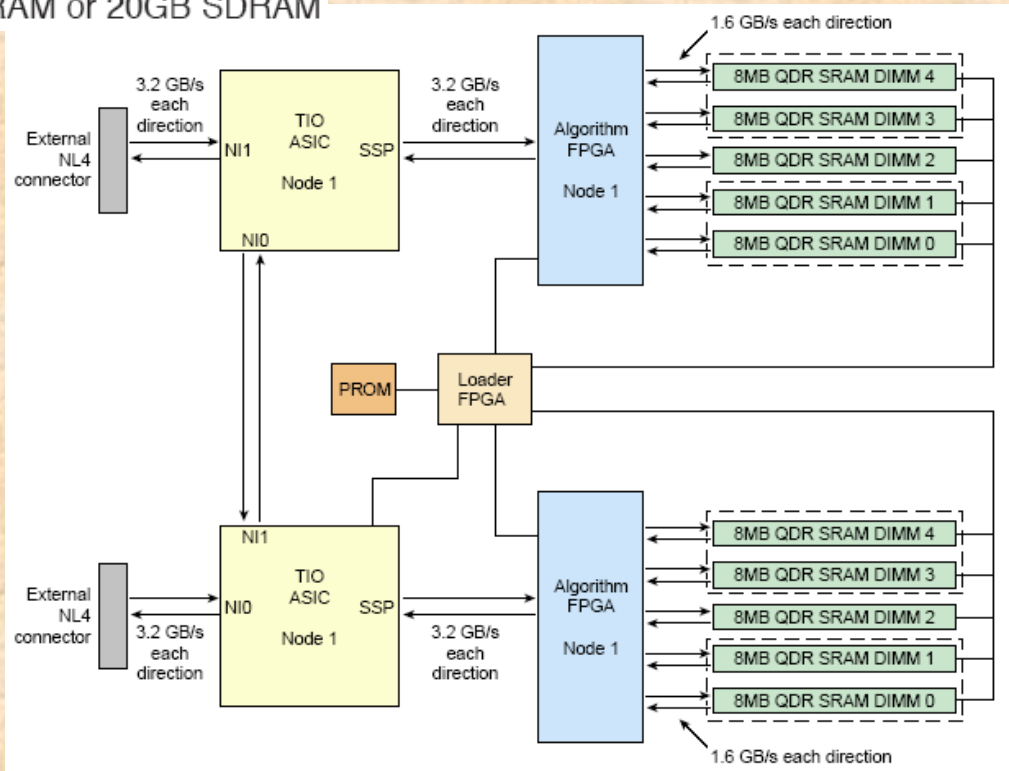 RAM or 20GB SDRAM
1.6 GB/s each direction
3.2 GB/s
each
direction
3.2 GB/s
each
direction
External
NL4
connector
NI1
TIO
ASIC
Node 1
SSP
NI0
Algorithm
FPGA
Node 1
8MB QDR SRAM DIMM 4
8MB QDR SRAM DIMM 3
8MB QDR SRAM DIMM 2
8MB QDR SRAM DIMM 1
8MB QDR SRAM DIMM 0
PROM
Loader
FPGA
External
NL4
connector
NI1
NI0
TIO
ASIC
Node 1
SSP
3.2 GB/s
each
direction
3.2 GB/s
each
direction
Algorithm
FPGA
Node 1
8MB QDR SRAM DIMM 4
8MB QDR SRAM DIMM 3
8MB QDR SRAM DIMM 2
8MB QDR SRAM DIMM 1
8MB QDR SRAM DIMM 0
1.6 GB/s each direction